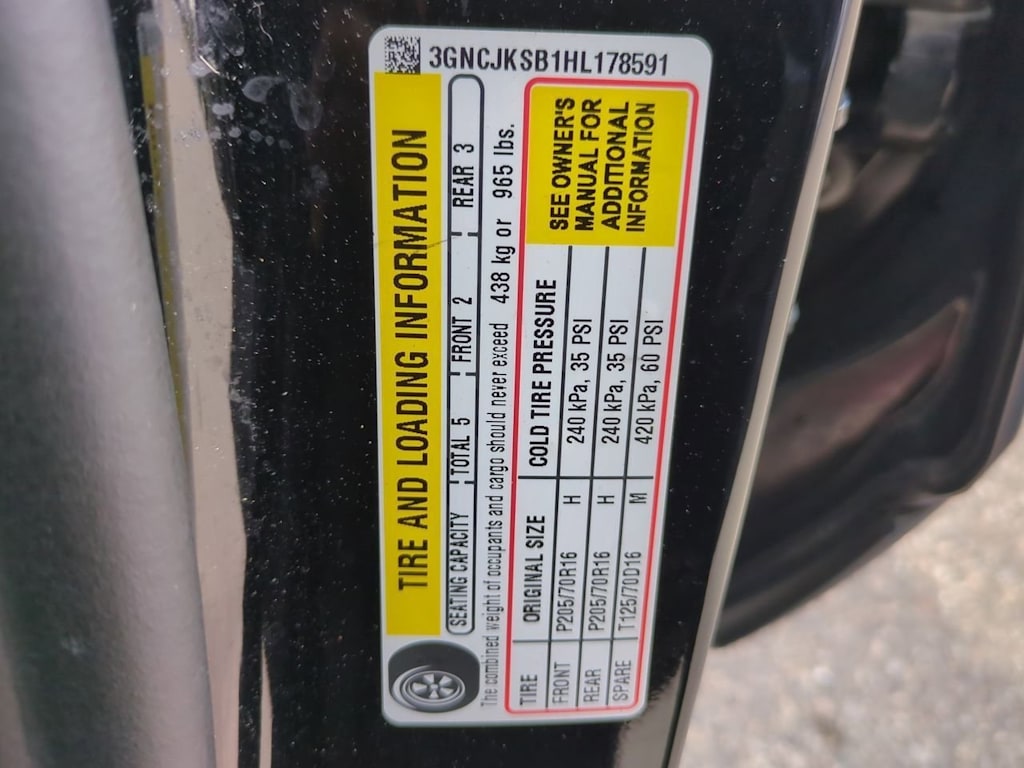 3GNCJKSB1HL178591
TIRE AND LOADING INFORMATION
SEATING CAPACITY TOTAL 5 FRONT 2 REAR 3
The combined weight of occupants and cargo should never exceed 438 kg or 965 lbs.
TIRE ORIGINAL SIZE COLD TIRE PRESSURE
FRONT P205/70R16 H 240 kPa, 35 PSI
REAR P205/70R16 H 240 kPa, 35 PSI
SPARE T125/70D16 M 420 kPa, 60 PSI
SEE OWNER'S
MANUAL FOR
ADDITIONAL
INFORMATION